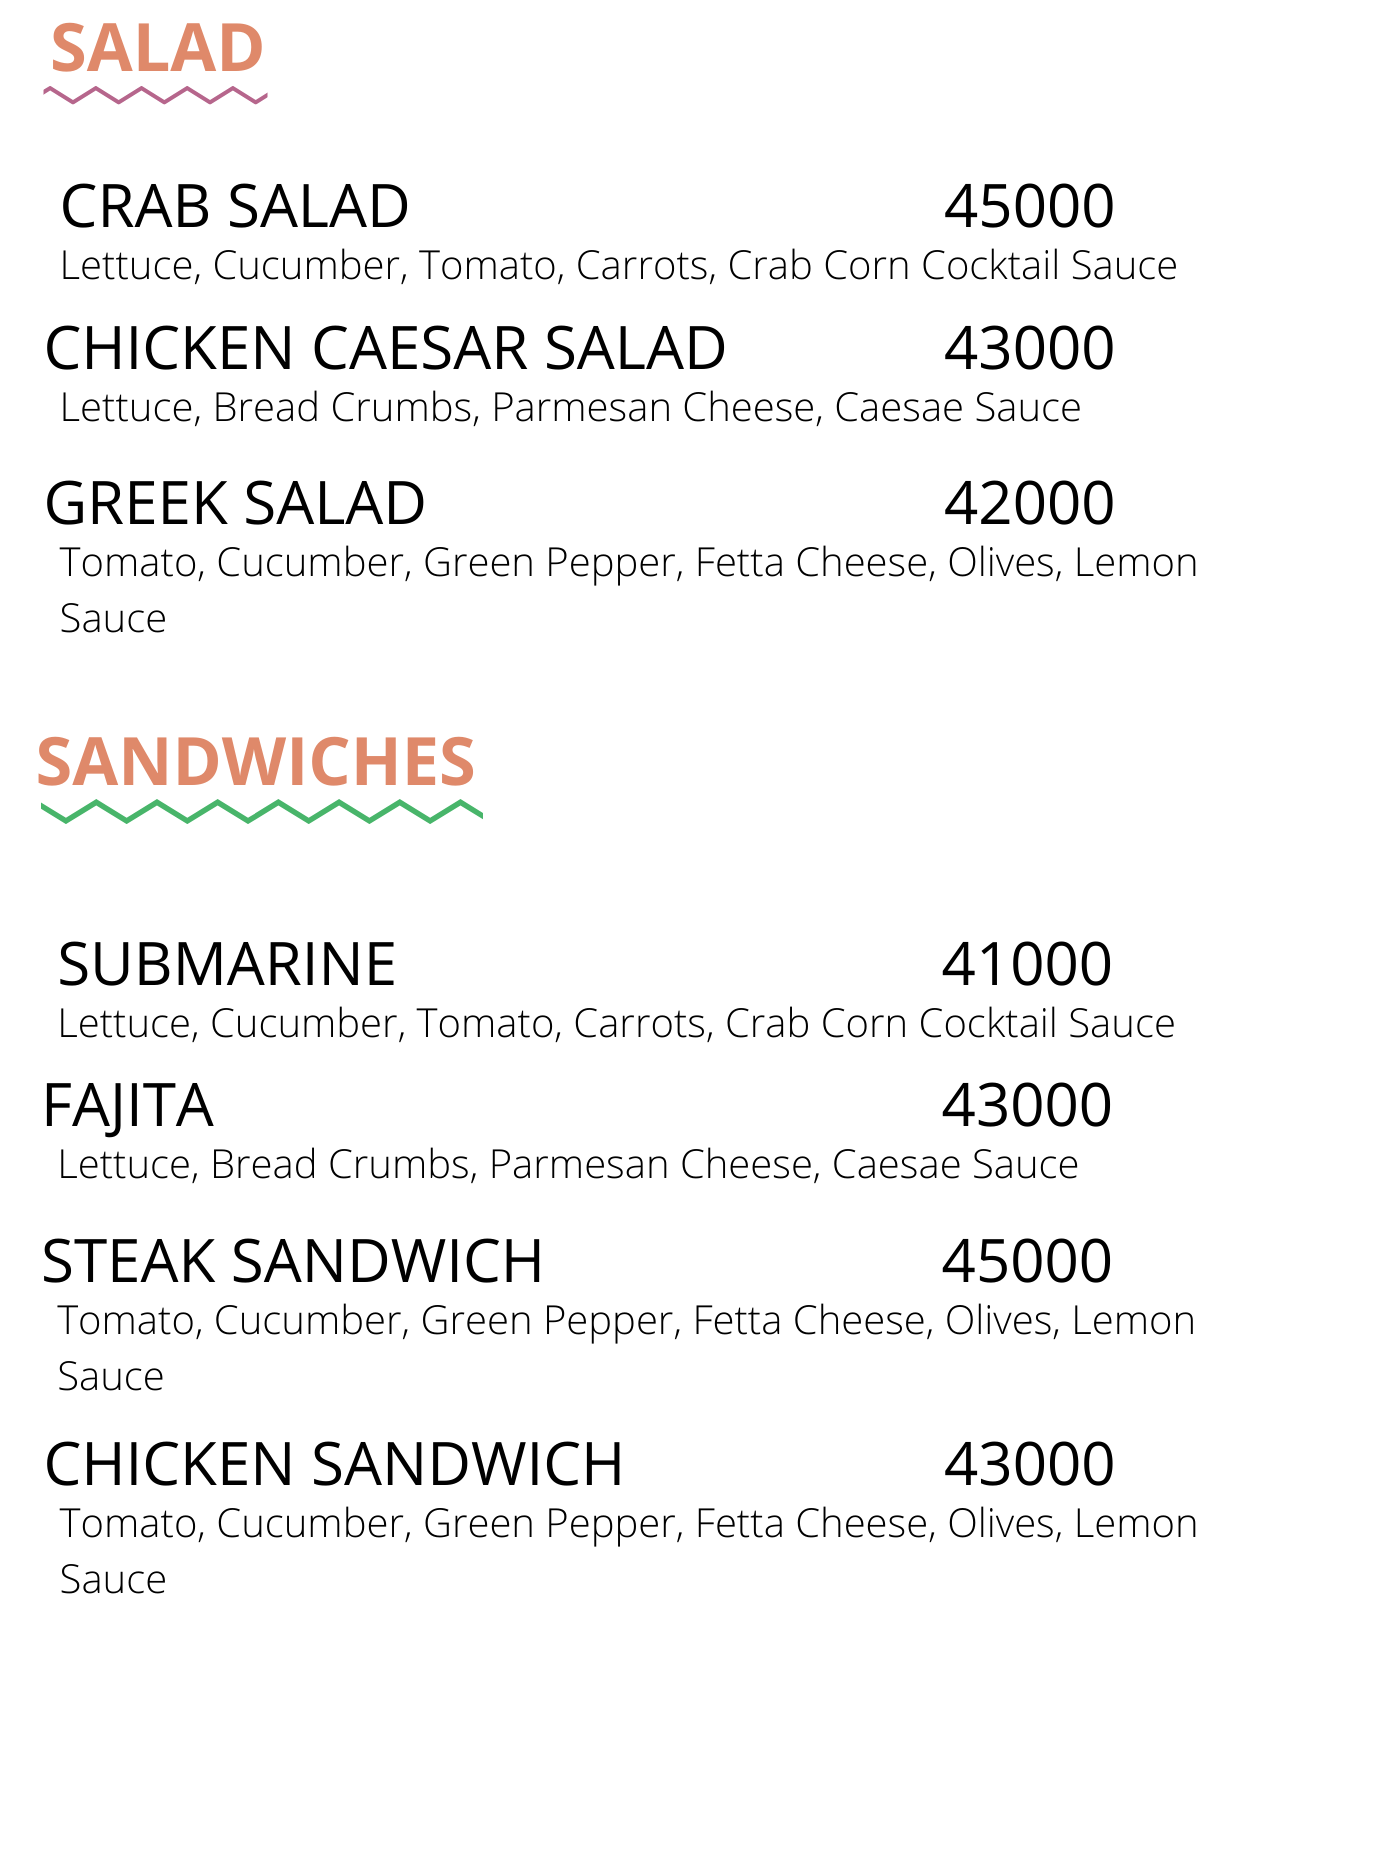 SALAD
CRAB SALAD 45000
Lettuce, Cucumber, Tomato, Carrots, Crab Corn Cocktail Sauce
CHICKEN CAESAR SALAD 43000
Lettuce, Bread Crumbs, Parmesan Cheese, Caesae Sauce
GREEK SALAD 42000
Tomato, Cucumber, Green Pepper, Fetta Cheese, Olives, Lemon
Sauce
SANDWICHES
SUBMARINE 41000
Lettuce, Cucumber, Tomato, Carrots, Crab Corn Cocktail Sauce
FAJITA 43000
Lettuce, Bread Crumbs, Parmesan Cheese, Caesae Sauce
STEAK SANDWICH 45000
Tomato, Cucumber, Green Pepper, Fetta Cheese, Olives, Lemon
Sauce
CHICKEN SANDWICH 43000
Tomato, Cucumber, Green Pepper, Fetta Cheese, Olives, Lemon
Sauce